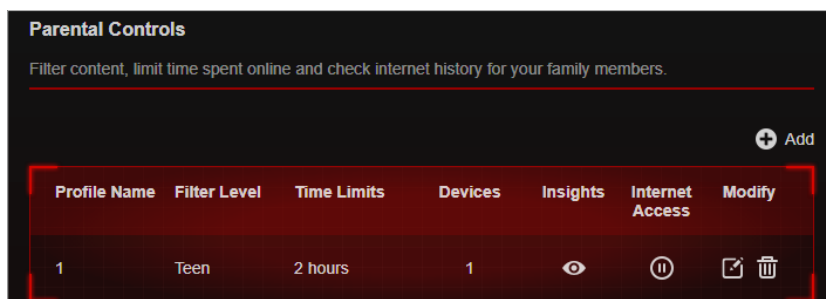 Parental Controls
Filter content, limit time spent online and check internet history for your family members.
Add
Profile Name Filter Level Time Limits Devices Insights Internet Access Modify
1 Teen 2 hours 1